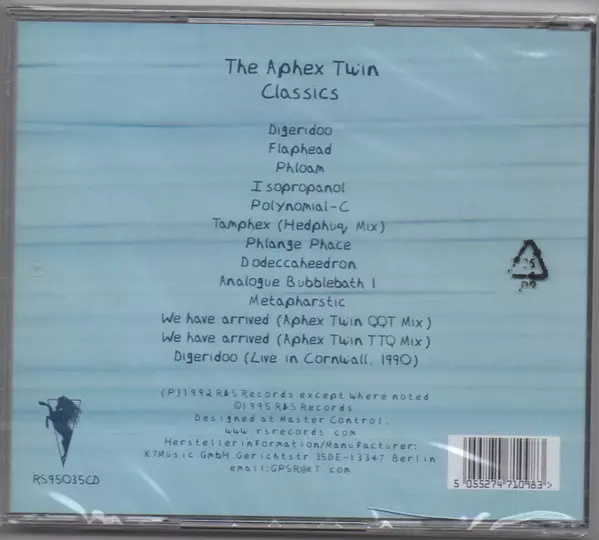 The Aphex Twin
Classics
Digeridoo
Flaphead
Phloam
Isopropanol
Polynomial-C
Tamphex (Hedphuq Mix)
Phlange Phace
Dodeccaheedron
Analogue Bubblebath 1
Metapharstic
We have arrived (Aphex Twin QQT Mix)
We have arrived (Aphex Twin TTQ Mix)
Digeridoo (Live in Cornwall, 1990)
(P)1992 R&S Records except where noted
©1995 R&S Records
Designed at Master Control.
www rsrecords com
Herstellerinformation/Manufacturer:
K7Music.GmbH.Gerichtstr 35DE-13347 Berlin
email:GPSR@K7 com
RS95035CD
5 055274 710983 >